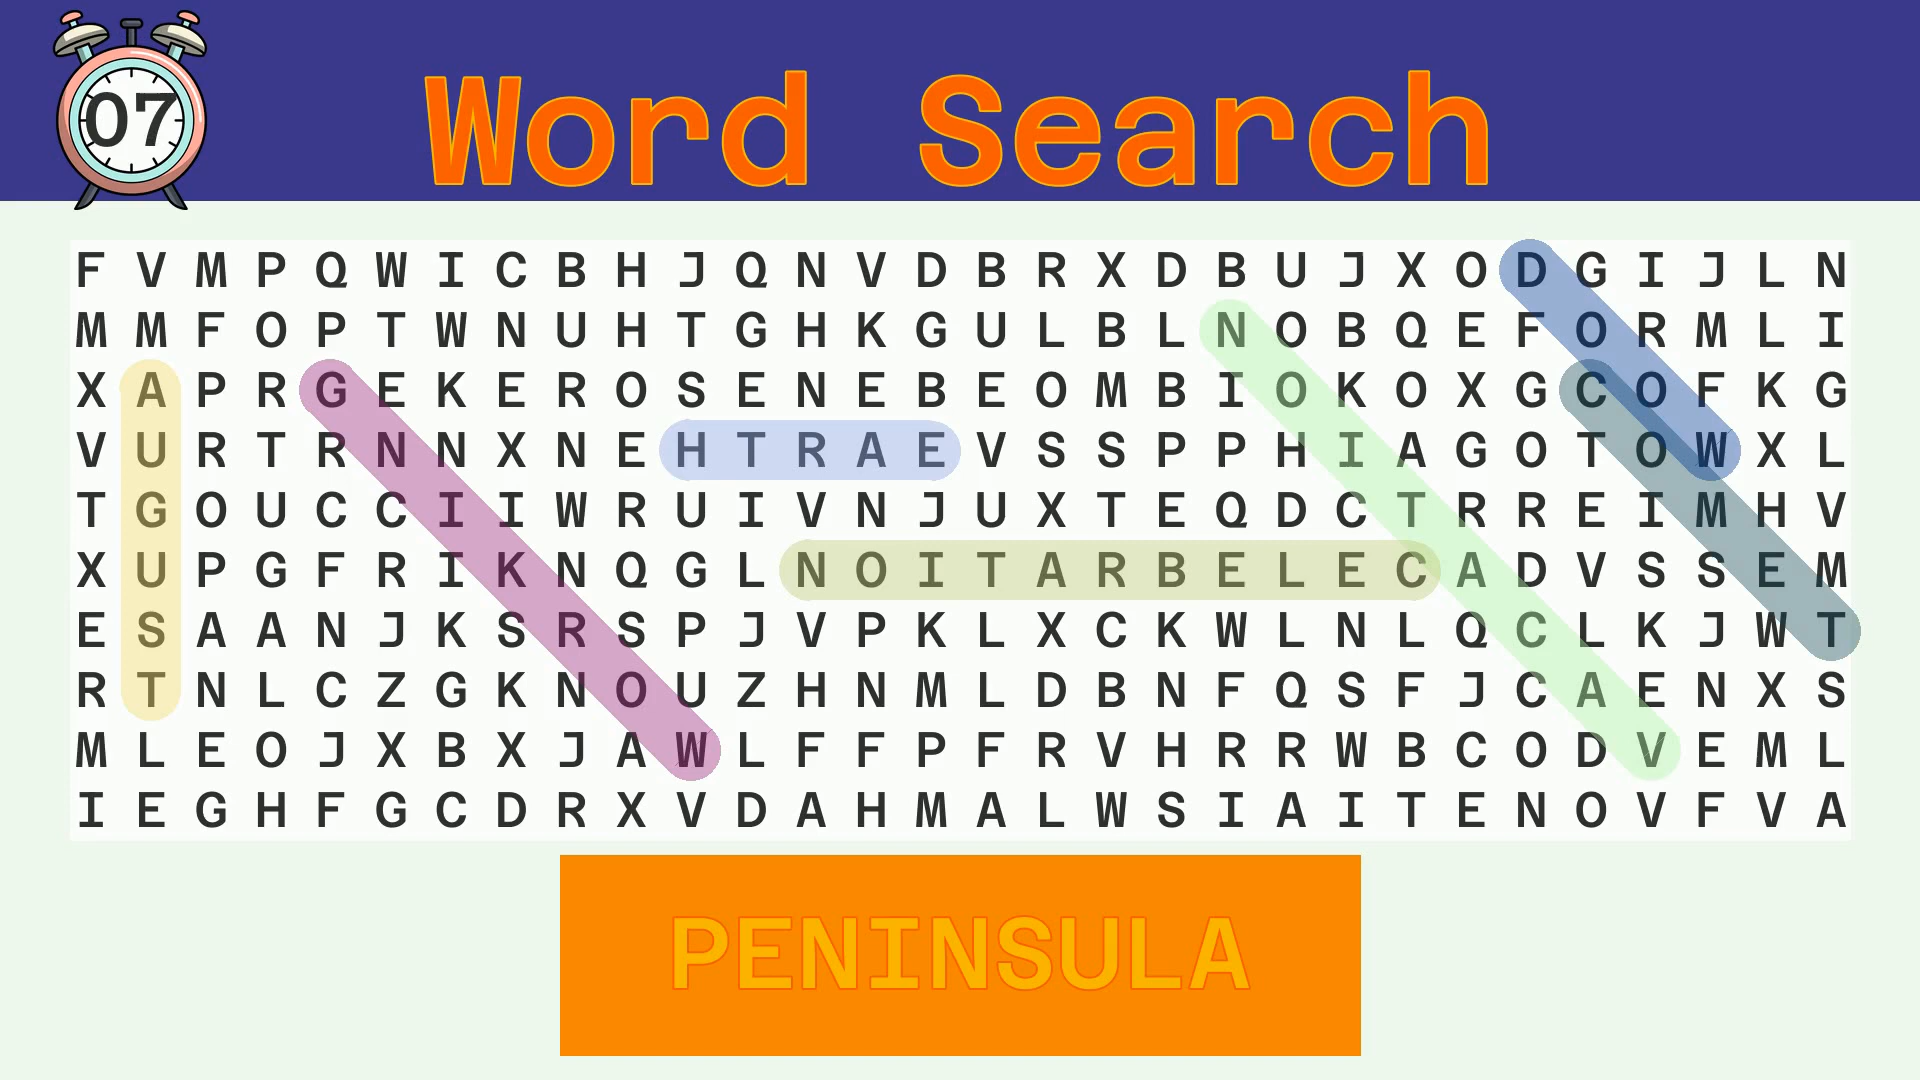 07
Word Search
F V M P Q W I C B H J Q N V D B R X D B U J X O D G I J L N
M M F O P T W N U H T G H K G U L B L N O B Q E F O R M L I
X A P R G E K E R O S E N E B E O M B I O K O X G C O F K G
V U R T R N N X N E H T R A E V S S P P H I A G O T O W X L
T G O U C C I I W R U I V N J U X T E Q D C T R R E I M H V
X U P G F R I K N Q G L N O I T A R B E L E C A D V S S E M
E S A A N J K S R S P J V P K L X C K W L N L Q C L K J W T
R T N L C Z G K N O U Z H N M L D B N F Q S F J C A E N X S
M L E O J X B X J A W L F F P F R V H R R W B C O D V E M L
I E G H F G C D R X V D A H M A L W S I A I T E N O V F V A
PENINSULA